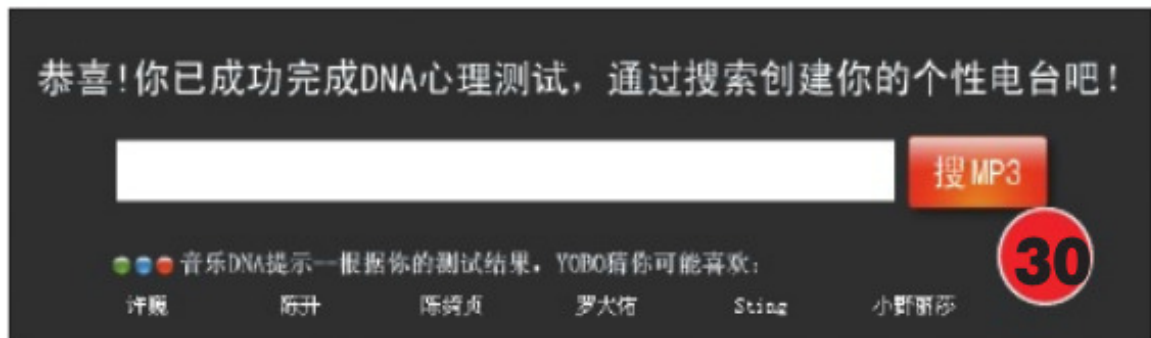 恭喜!你已成功完成DNA心理测试，通过搜索创建你的个性电台吧!
搜MP3
30
音乐DNA提示--根据你的测试结果，YOBO猜你可能喜欢:
许巍 陈升 陈绮贞 罗大佑 Sting 小野丽莎